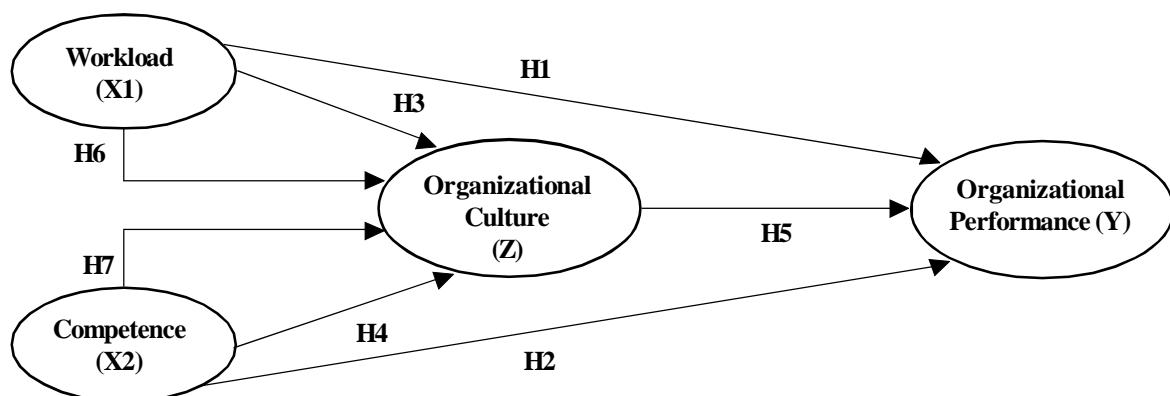 Workload
(X1)
H1
H3
H6
Organizational
Culture
(Z)
Organizational
Performance (Y)
H5
H7
Competence
(X2)
H4
H2